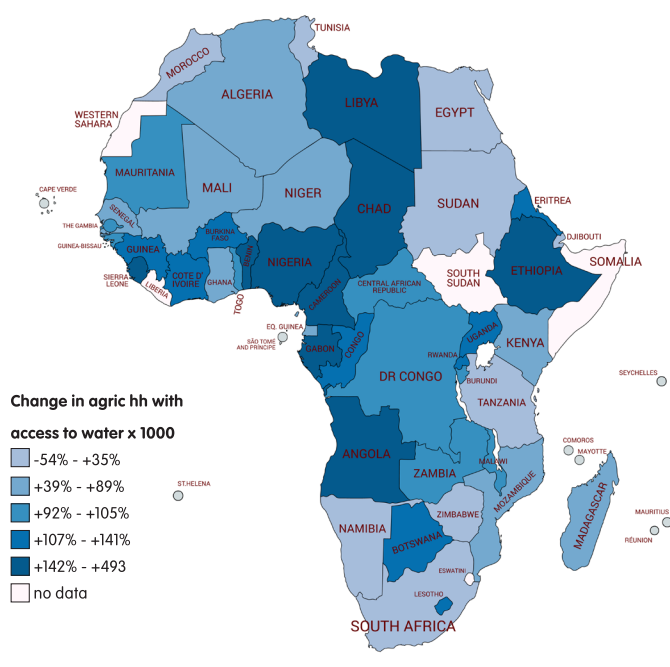 TUNISIA
MOROCCO
ALGERIA
LIBYA
EGYPT
WESTERN
SAHARA
MAURITANIA
MALI
NIGER
CHAD
SUDAN
ERITREA
CAPE VERDE
SENEGAL
THE GAMBIA
GUINEA-BISSAU
GUINEA
BURKINA
FASO
BENIN
NIGERIA
DJIBOUTI
ETHIOPIA
SOMALIA
SIERRA
LEONE
LIBERIA
COTE D'
IVOIRE
GHANA
TOGO
CAMEROON
CENTRAL AFRICAN
REPUBLIC
SOUTH
SUDAN
EQ. GUINEA
SÃO TOMÉ
AND PRINCIPE
GABON
CONGO
UGANDA
KENYA
RWANDA
BURUNDI
DR CONGO
TANZANIA
SEYCHELLES
Change in agric hh with
access to water x 1000
-54% - +35%
+39% - +89%
+92% - +105%
+107% - +141%
+142% - +493
no data
ST.HELENA
ANGOLA
ZAMBIA
MALAWI
MOZAMBIQUE
COMOROS
MAYOTTE
MADAGASCAR
MAURITIUS
RÉUNION
NAMIBIA
ZIMBABWE
BOTSWANA
ESWATINI
LESOTHO
SOUTH AFRICA